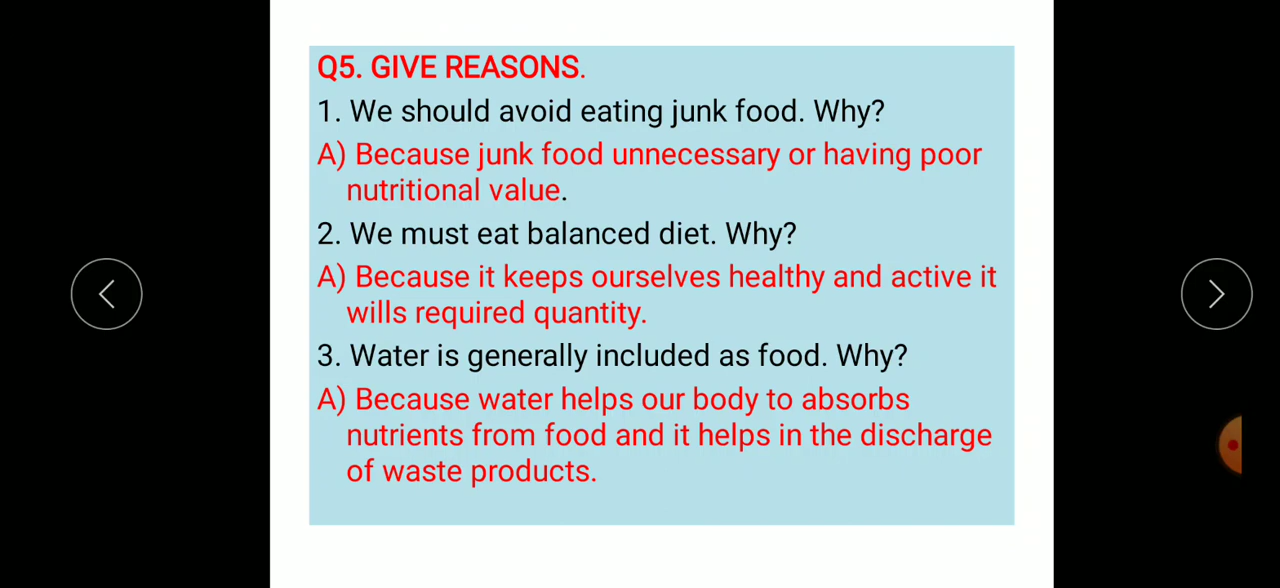 Q5. GIVE REASONS.
1. We should avoid eating junk food. Why?
A) Because junk food unnecessary or having poor
nutritional value.
2. We must eat balanced diet. Why?
A) Because it keeps ourselves healthy and active it
wills required quantity.
3. Water is generally included as food. Why?
A) Because water helps our body to absorbs
nutrients from food and it helps in the discharge
of waste products.